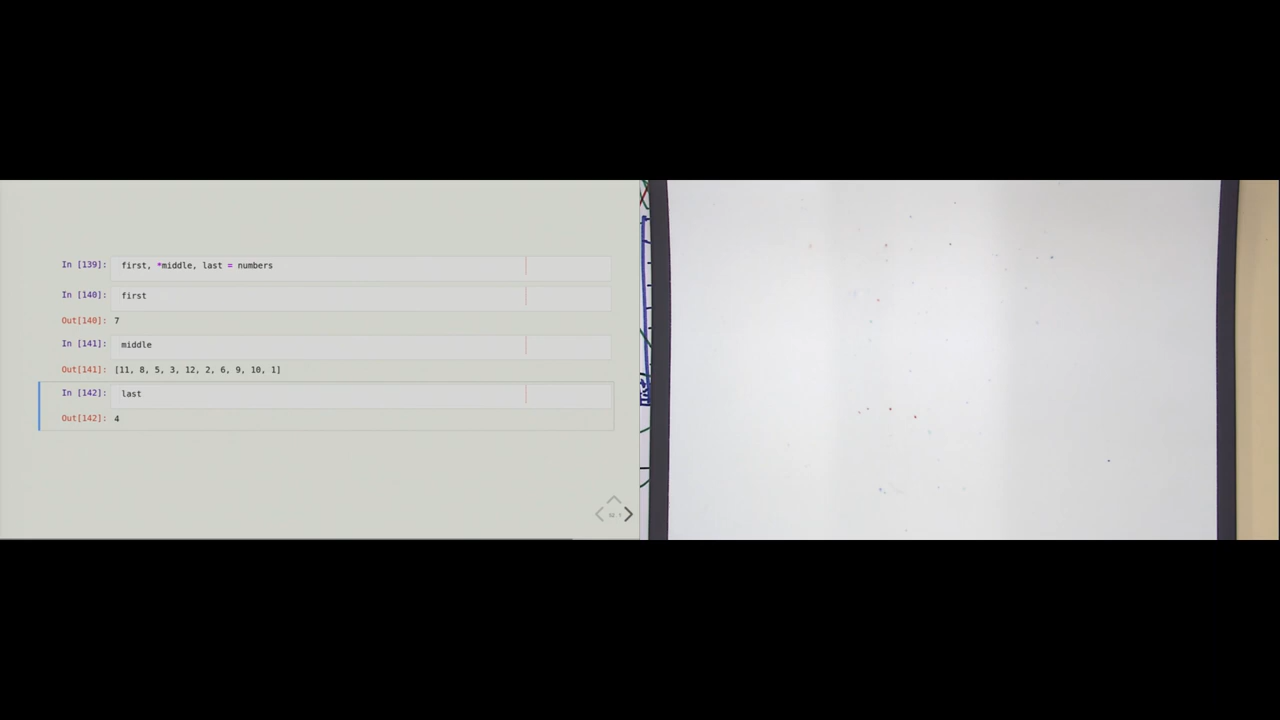 In [139]: first, *middle, last = numbers
In [140]: first
Out[140]: 7
In [141]: middle
Out[141]: [11, 8, 5, 3, 12, 2, 6, 9, 10, 1]
In [142]: last
Out[142]: 4